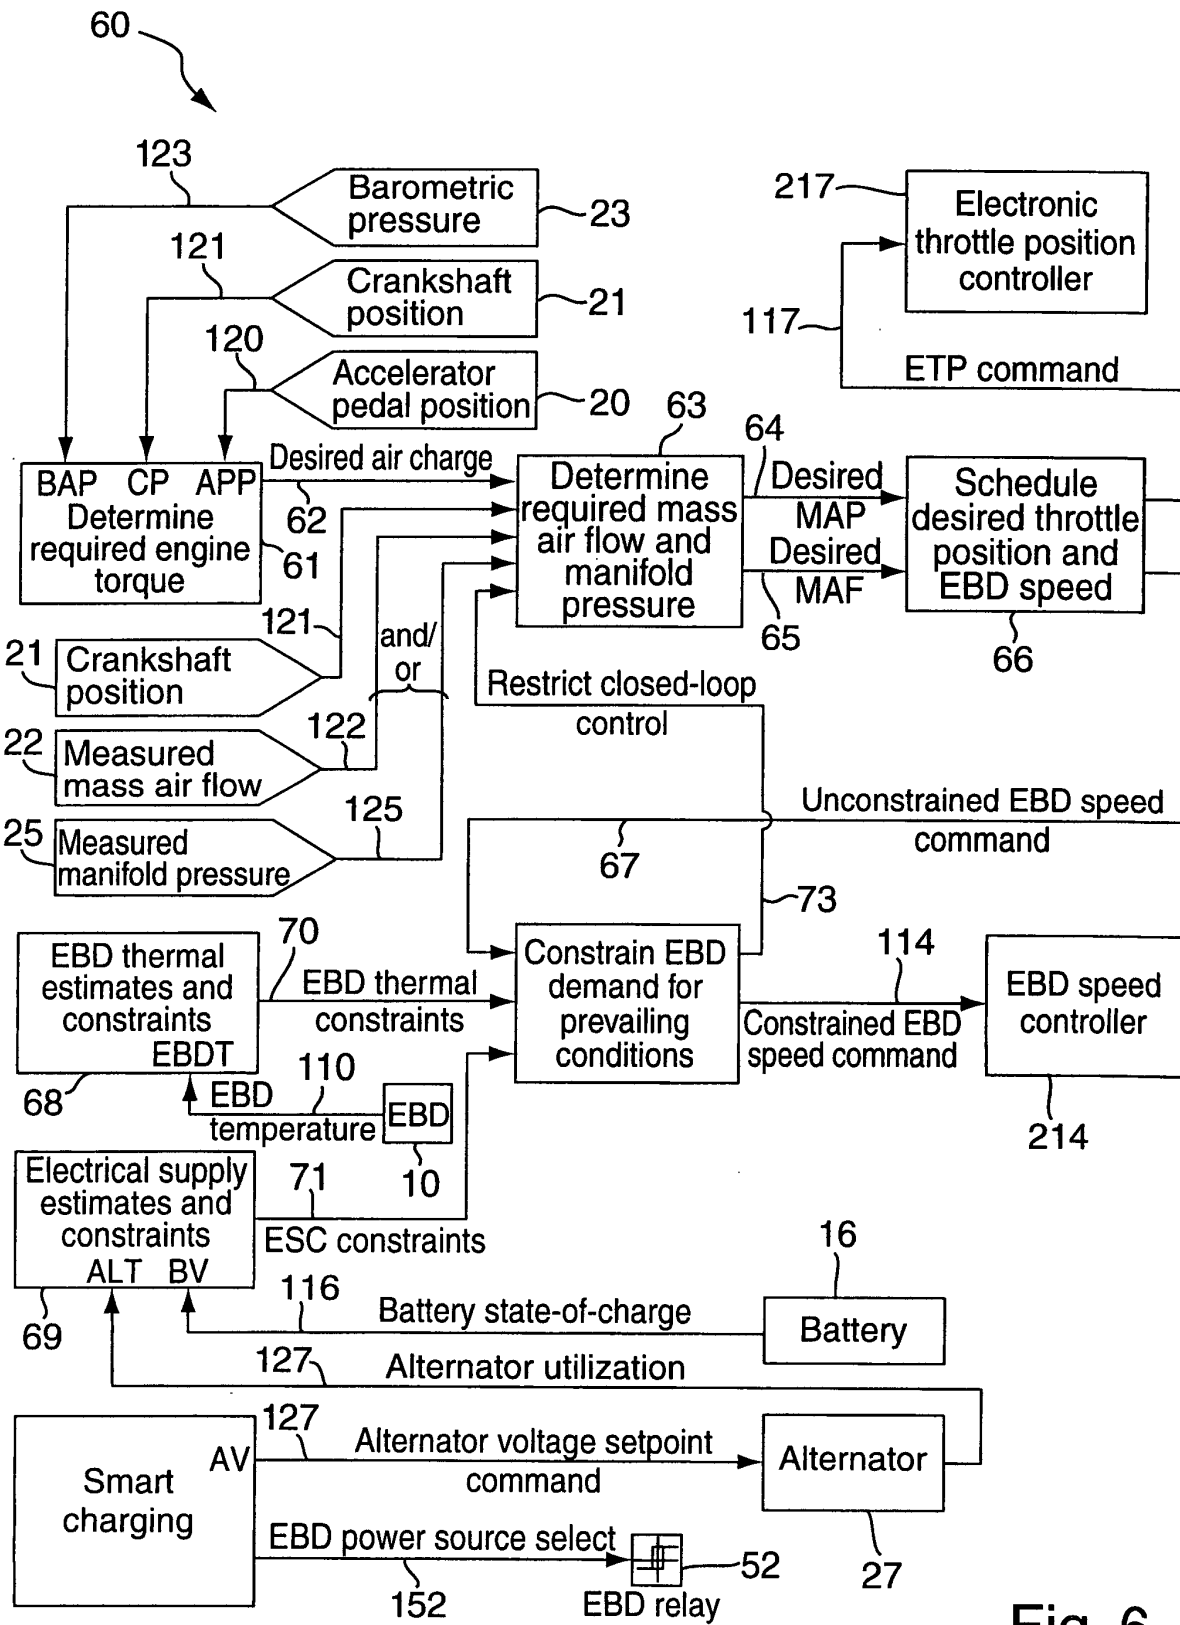 60
123
Barometric
pressure
23
121
Crankshaft
position
21
120
Accelerator
pedal position
20
217
Electronic
throttle position
controller
117
ETP command
BAP CP APP
Determine
required engine
torque
61
Desired air charge
62
63
Determine
required mass
air flow and
manifold
pressure
64
Desired
MAP
Desired
MAF
65
Schedule
desired throttle
position and
EBD speed
66
121
and/
or
21
Crankshaft
position
22
Measured
mass air flow
122
25
Measured
manifold pressure
125
Restrict closed-loop
control
Unconstrained EBD speed
command
67
73
EBD thermal
estimates and
constraints
EBDT
68
70
EBD thermal
constraints
110
EBD
temperature
EBD
10
Constrain EBD
demand for
prevailing
conditions
114
Constrained EBD
speed command
EBD speed
controller
214
Electrical supply
estimates and
constraints
ALT BV
69
71
ESC constraints
116
Battery state-of-charge
16
Battery
127
Alternator utilization
Smart
charging
AV
127
Alternator voltage setpoint
command
Alternator
27
EBD power source select
152
52
EBD relay
Fig. 6